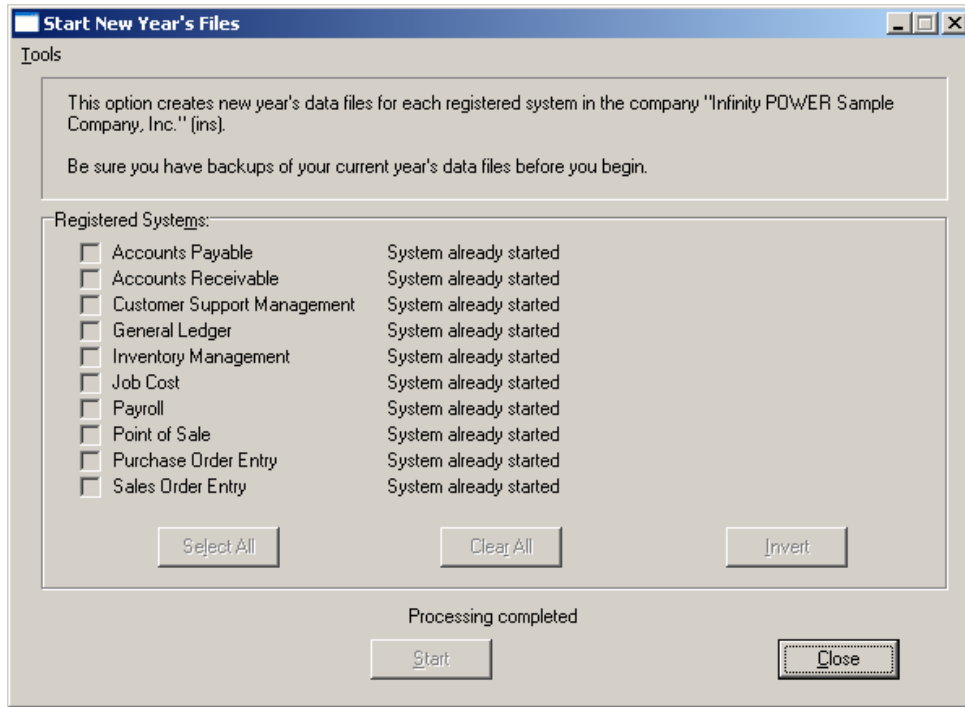 Start New Year's Files
Tools
This option creates new year's data files for each registered system in the company "Infinity POWER Sample
Company, Inc." (ins).
Be sure you have backups of your current year's data files before you begin.
Registered Systems:
Accounts Payable System already started
Accounts Receivable System already started
Customer Support Management System already started
General Ledger System already started
Inventory Management System already started
Job Cost System already started
Payroll System already started
Point of Sale System already started
Purchase Order Entry System already started
Sales Order Entry System already started
Select All Clear All Invert
Processing completed
Start Close